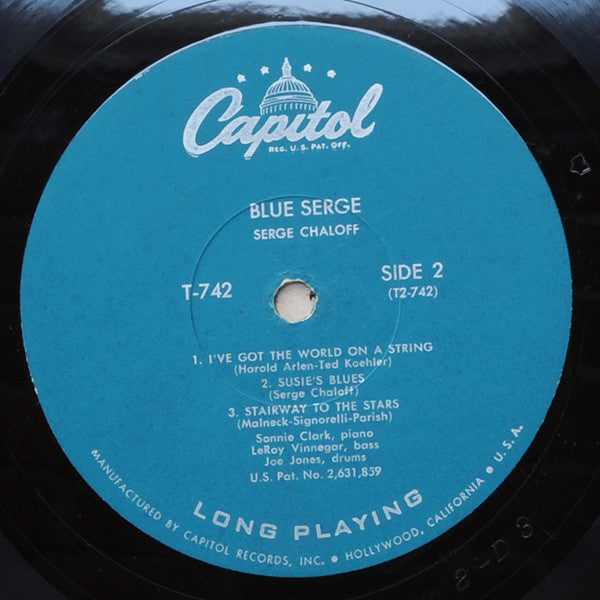 Capitol
REG. U.S. PAT. OFF.
BLUE SERGE
SERGE CHALOFF
T-742
SIDE 2
(T2-742)
1. I'VE GOT THE WORLD ON A STRING
(Harold Arlen-Ted Koehler)
2. SUSIE'S BLUES
(Serge Chaloff)
3. STAIRWAY TO THE STARS
(Malneck-Signorelli-Parish)
Sonnie Clark, piano
LeRoy Vinnegar, bass
Joe Jones, drums
U.S. Pat. No. 2,631,859
LONG PLAYING
MANUFACTURED BY CAPITOL RECORDS, INC. • HOLLYWOOD, CALIFORNIA • U.S.A.